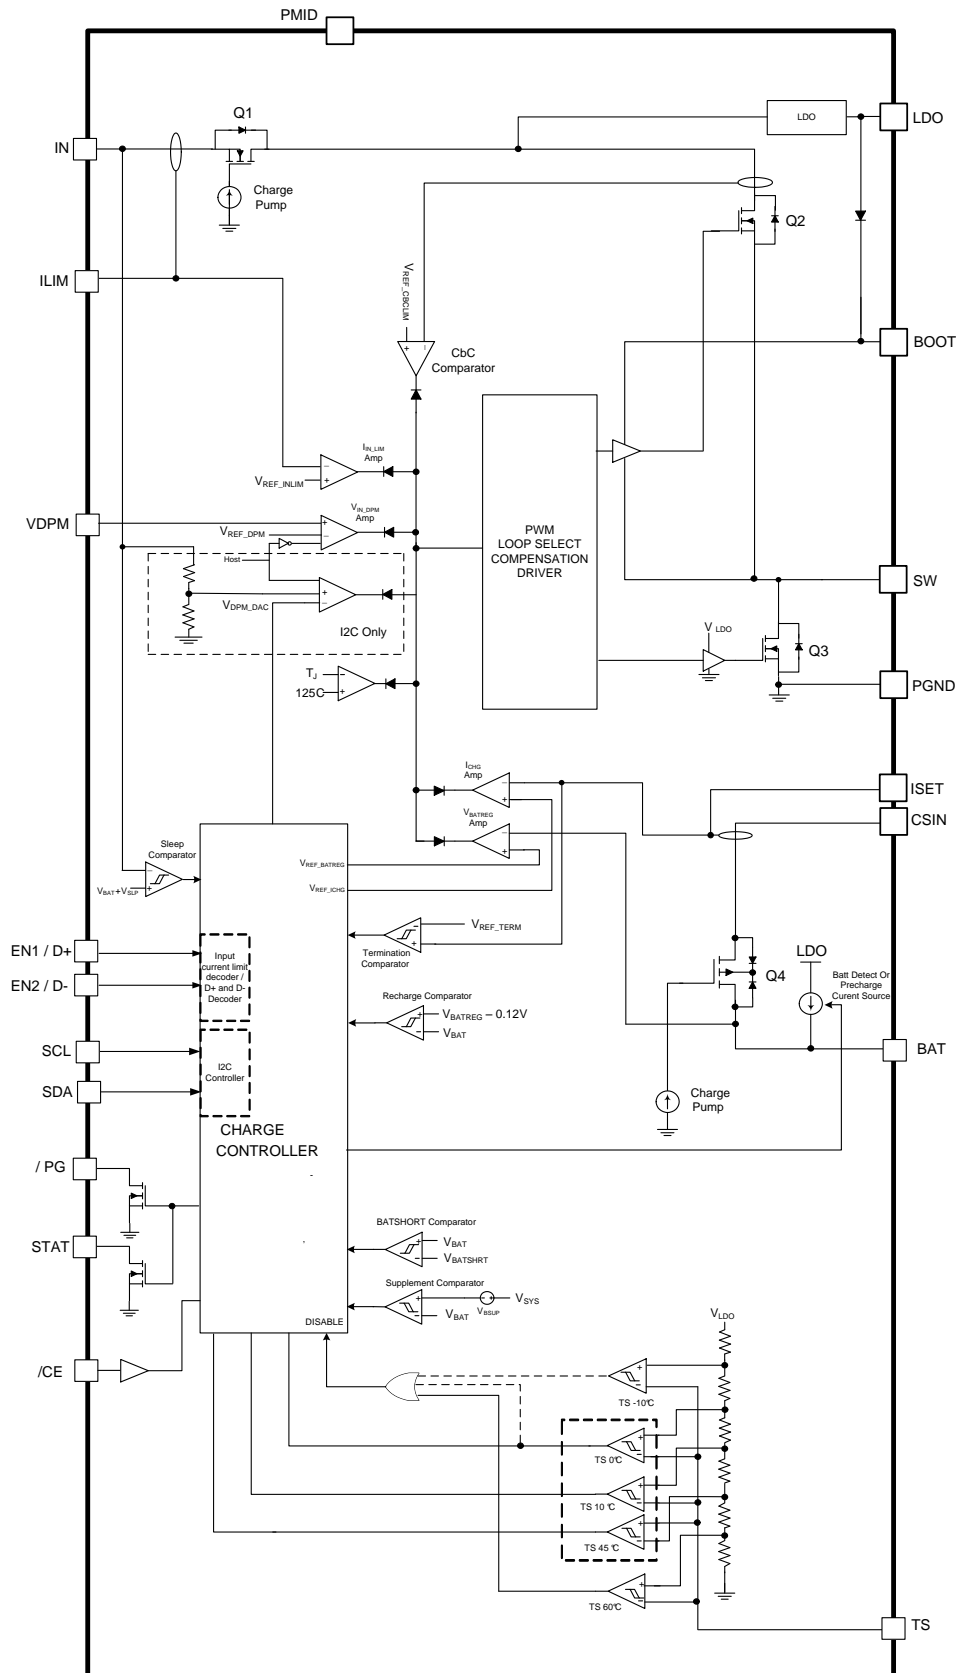 PMID
Q1
LDO
LDO
IN
Charge
Pump
Q2
ILIM
VREF_CBCLIM
BOOT
CbC
Comparator
+
−
IIN_LIM
Amp
−
VREF_INLIM
+
VDPM
VIN_DPM
Amp
+
VREF_DPM
−
PWM
LOOP SELECT
COMPENSATION
DRIVER
Host
SW
+
VDPM_DAC
−
I2C Only
V LDO
Q3
TJ
−
125C
+
PGND
ICHG
Amp
−
+
ISET
CSIN
VBATREG
Amp
−
+
Sleep
Comparator
−
VBAT+VSLP
+
VREF_BATREG
VREF_ICHG
VREF_TERM
−
+
Termination
Comparator
EN1 / D+
EN2 / D-
Input
current limit
decoder /
D+ and D-
Decoder
LDO
Q4
Batt Detect Or
Precharge
Curent Source
Recharge Comparator
+
VBATREG – 0.12V
−
VBAT
SCL
SDA
I2C
Controller
BAT
Charge
Pump
CHARGE
CONTROLLER
/ PG
STAT
BATSHORT Comparator
+
VBAT
−
VBATSHRT
Supplement Comparator
+
VBSUP
VSYS
−
VBAT
DISABLE
VLDO
/CE
+
−
TS -10°C
+
−
TS 0°C
+
−
TS 10 °C
+
−
TS 45 °C
+
−
TS 60°C
TS